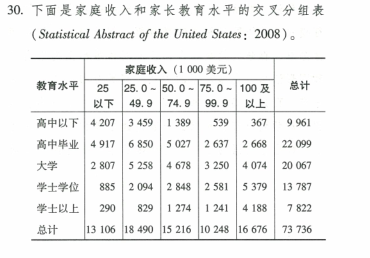 30. 下面是家庭收入和家长教育水平的交叉分组表
(Statistical Abstract of the United States: 2008)。
家庭收入（1 000 美元）
教育水平 25 以下 25.0~49.9 50.0~74.9 75.0~99.9 100 及以上 总计
高中以下 4 207 3 459 1 389 539 367 9 961
高中毕业 4 917 6 850 5 027 2 637 2 668 22 099
大学 2 807 5 258 4 678 3 250 4 074 20 067
学士学位 885 2 094 2 848 2 581 5 379 13 787
学士以上 290 829 1 274 1 241 4 188 7 822
总计 13 106 18 490 15 216 10 248 16 676 73 736